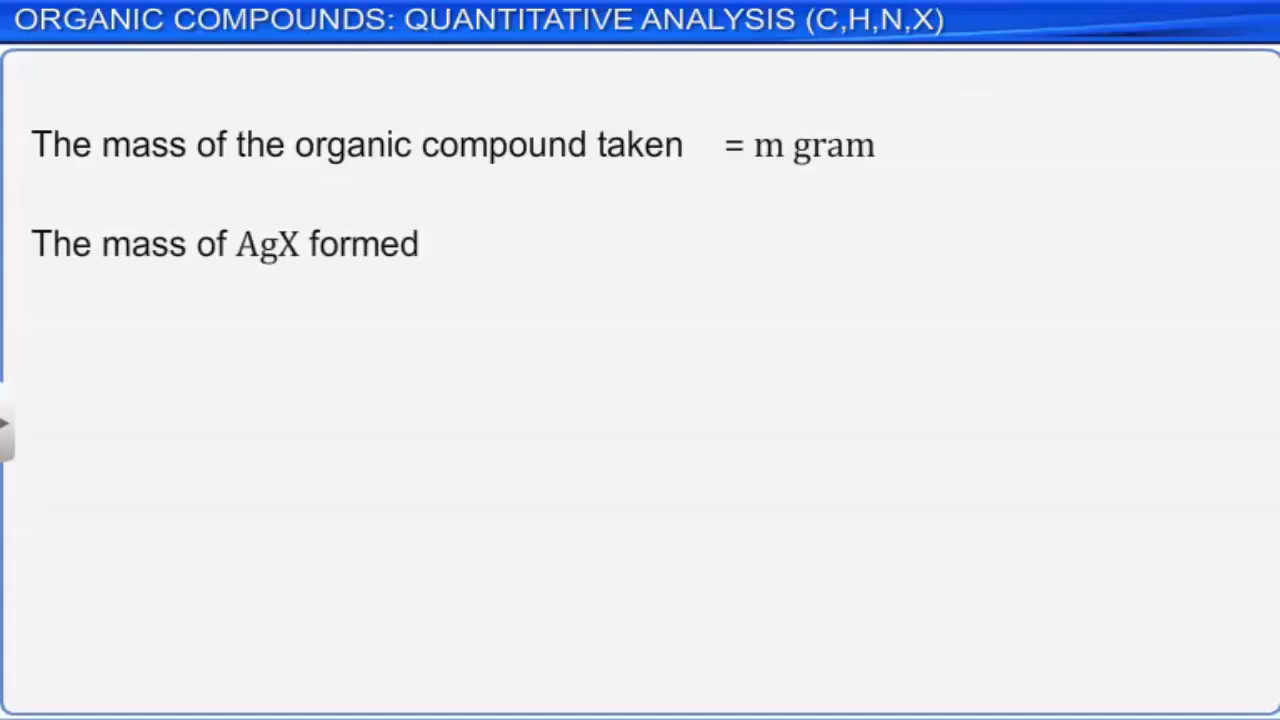 ORGANIC COMPOUNDS: QUANTITATIVE ANALYSIS (C,H,N,X)
The mass of the organic compound taken = m gram
The mass of AgX formed